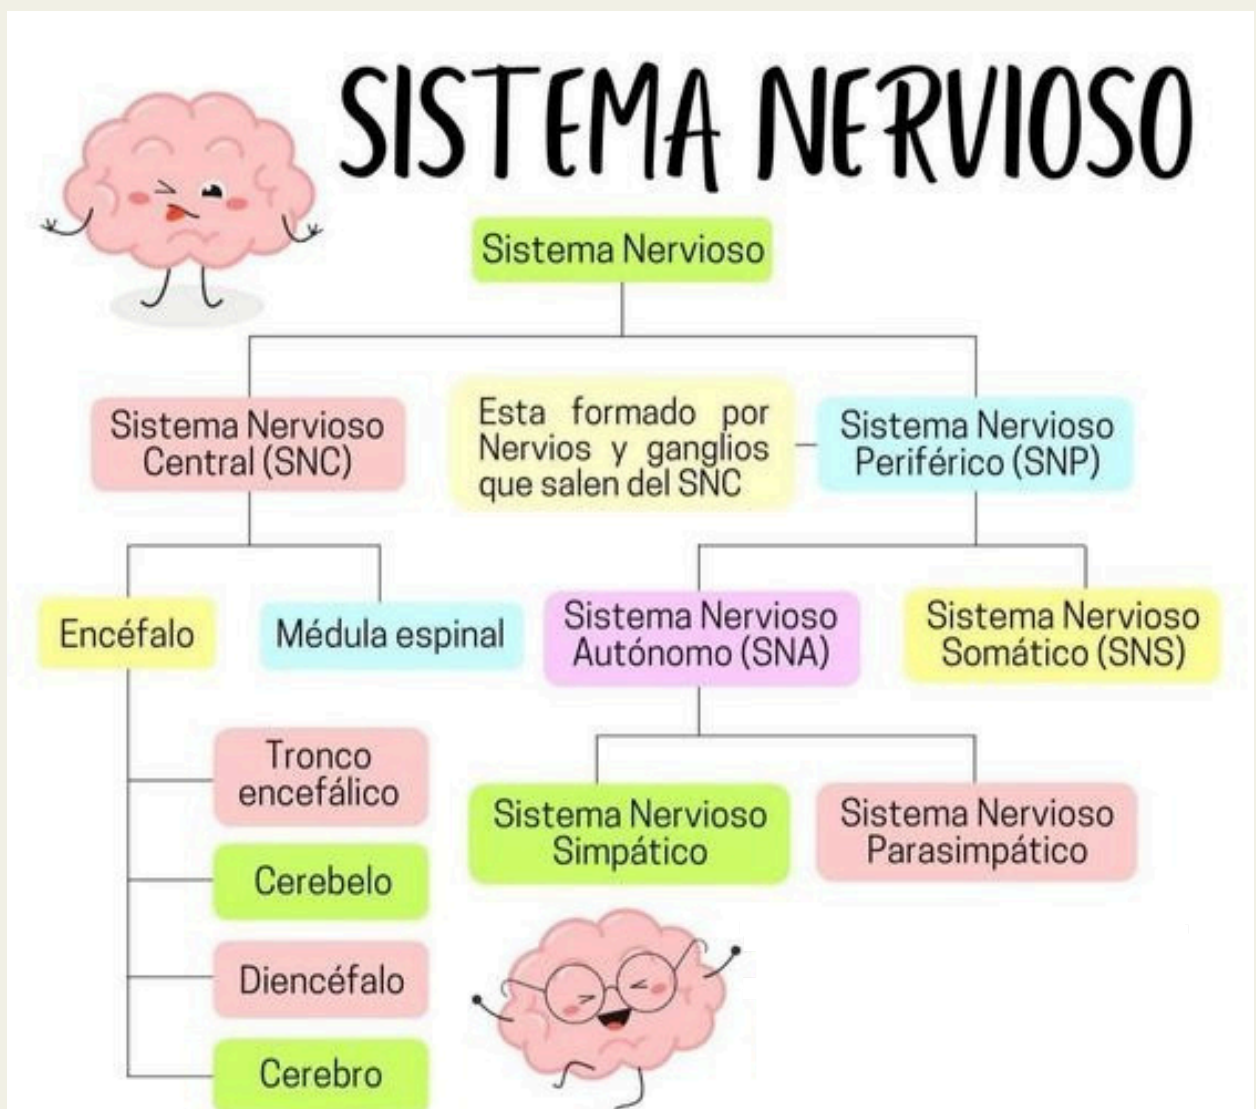 SISTEMA NERVIOSO
Sistema Nervioso
Sistema Nervioso
Central (SNC)
Esta formado por
Nervios y ganglios
que salen del SNC
Sistema Nervioso
Periférico (SNP)
Encéfalo
Médula espinal
Sistema Nervioso
Autónomo (SNA)
Sistema Nervioso
Somático (SNS)
Tronco
encefálico
Cerebelo
Diencéfalo
Cerebro
Sistema Nervioso
Simpático
Sistema Nervioso
Parasimpático